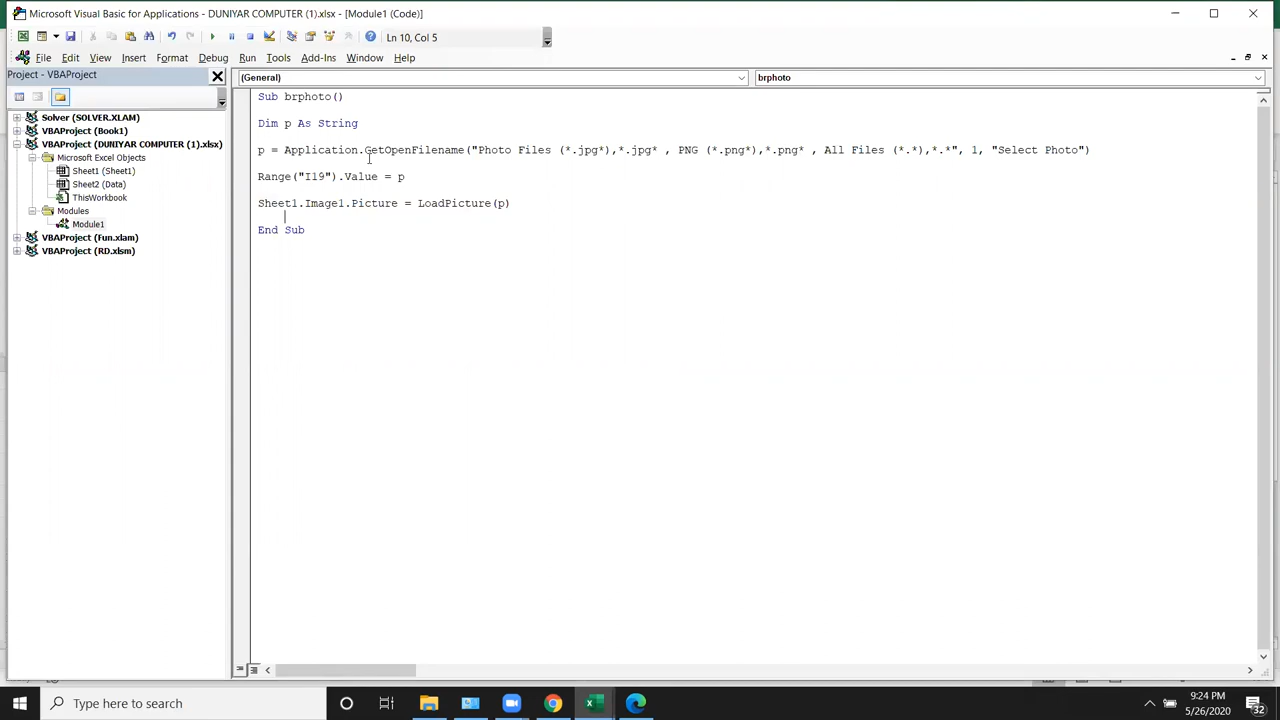 Microsoft Visual Basic for Applications - DUNIYAR COMPUTER (1).xlsx - [Module1 (Code)]
File Edit View Insert Format Debug Run Tools Add-Ins Window Help
Ln 10, Col 5
Project - VBAProject
Solver (SOLVER.XLAM)
VBAProject (Book1)
VBAProject (DUNIYAR COMPUTER (1).xlsx)
Microsoft Excel Objects
Sheet1 (Sheet1)
Sheet2 (Data)
ThisWorkbook
Modules
Module1
VBAProject (Fun.xlam)
VBAProject (RD.xlsm)
(General)
brphoto
Sub brphoto()
Dim p As String
p = Application.GetOpenFilename("Photo Files (*.jpg*),*.jpg* , PNG (*.png*),*.png* , All Files (*.*),*.*", 1, "Select Photo")
Range("I19").Value = p
Sheet1.Image1.Picture = LoadPicture(p)
End Sub
Type here to search
9:24 PM
5/26/2020
32